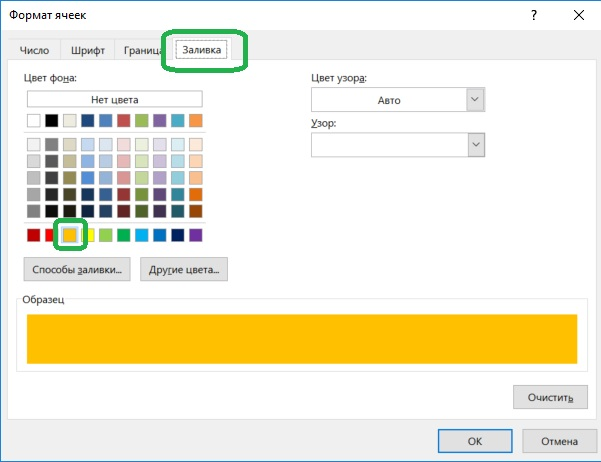 Формат ячеек
?
Число Шрифт Граница Заливка
Цвет фона:
Нет цвета
Цвет узора:
Авто
Узор:
Способы заливки...
Другие цвета...
Образец
Очистить
ОК
Отмена